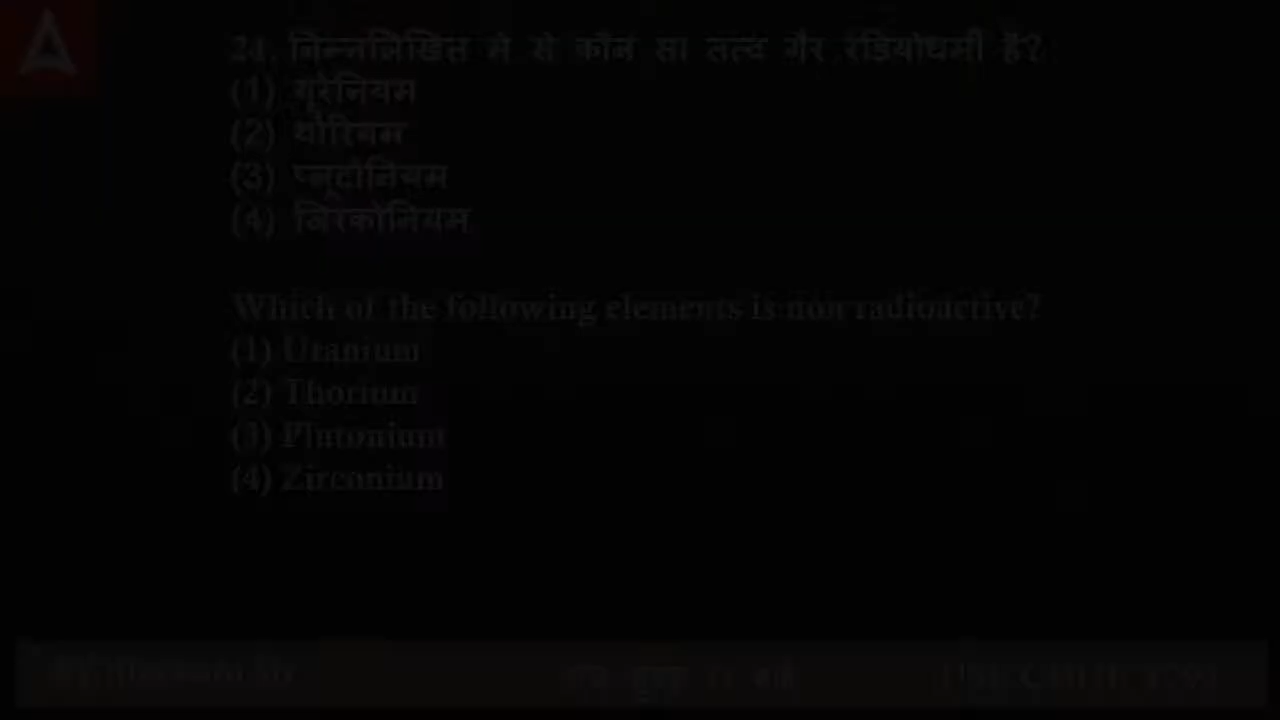 21. निम्नलिखित में से कौन सा तत्व गैर रेडियोधर्मी है?
(1) यूरेनियम
(2) थोरियम
(3) प्लूटोनियम
(4) जिरकोनियम
Which of the following elements is non radioactive?
(1) Uranium
(2) Thorium
(3) Plutonium
(4) Zirconium